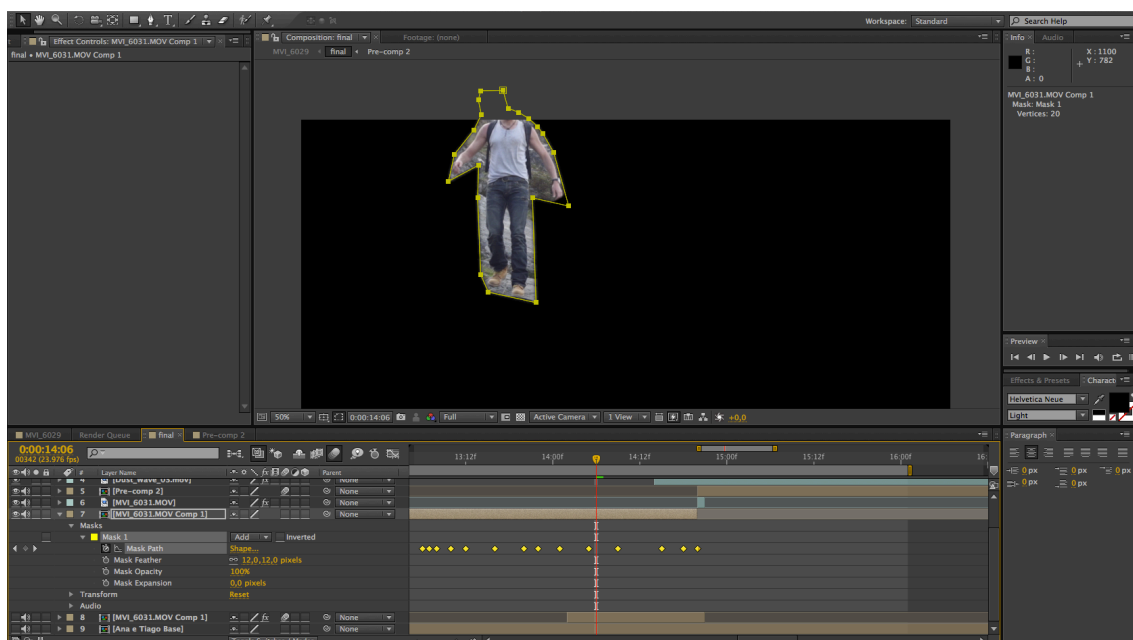 Workspace: Standard
Search Help
Effect Controls: MVI_6031.MOV Comp 1
final • MVI_6031.MOV Comp 1
Composition: final
Footage: (none)
MVI_6029
final
Pre-comp 2
Info
Audio
R :
G :
B :
A : 0
X : 1100
Y : 782
MVI_6031.MOV Comp 1
Mask: Mask 1
Vertices: 20
Preview
Effects & Presets
Charact
Helvetica Neue
Light
50%
0:00:14:06
Full
Active Camera
1 View
+0,0
MVI_6029
Render Queue
final
Pre-comp 2
Paragraph
0:00:14:06
00342 (23.976 fps)
13:12f
14:00f
14:12f
15:00f
15:12f
16:00f
16:
# Layer Name
Parent
0 px
0 px
0 px
0 px
0 px
4 [Dust_Wave_03.mov] None
5 [Pre-comp 2] None
6 [MVI_6031.MOV] None
7 [MVI_6031.MOV Comp 1] None
Masks
Mask 1 Add Inverted
Mask Path Shape...
Mask Feather 12,0,12,0 pixels
Mask Opacity 100%
Mask Expansion 0,0 pixels
Transform Reset
Audio
8 [MVI_6031.MOV Comp 1] None
9 [Ana e Tiago Base] None